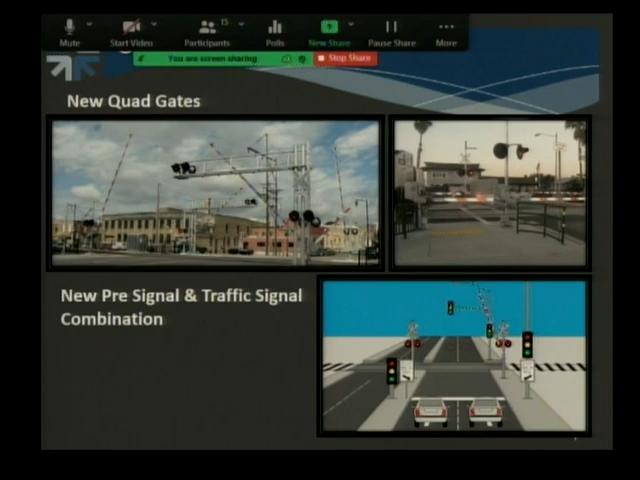 15
Mute
Start Video
Participants
Polls
New Share
Pause Share
More
You are screen sharing
Stop Share
New Quad Gates
New Pre Signal & Traffic Signal
Combination